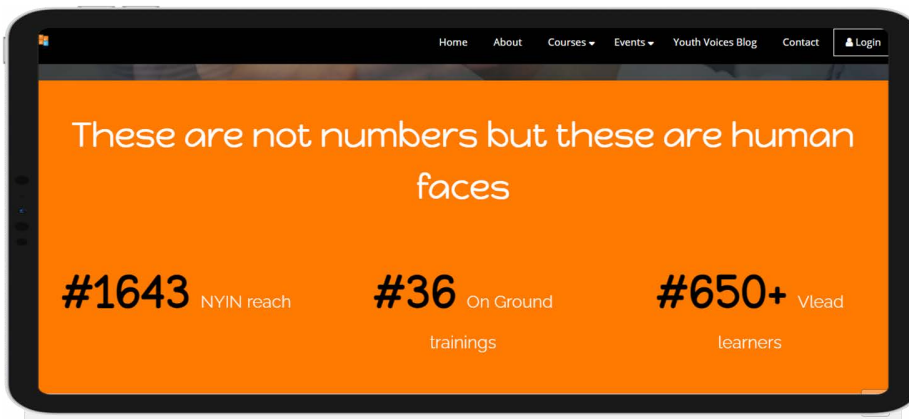 Home About Courses Events Youth Voices Blog Contact Login
These are not numbers but these are human
faces
#1643 NYIN reach #36 On Ground #650+ Vlead
trainings learners